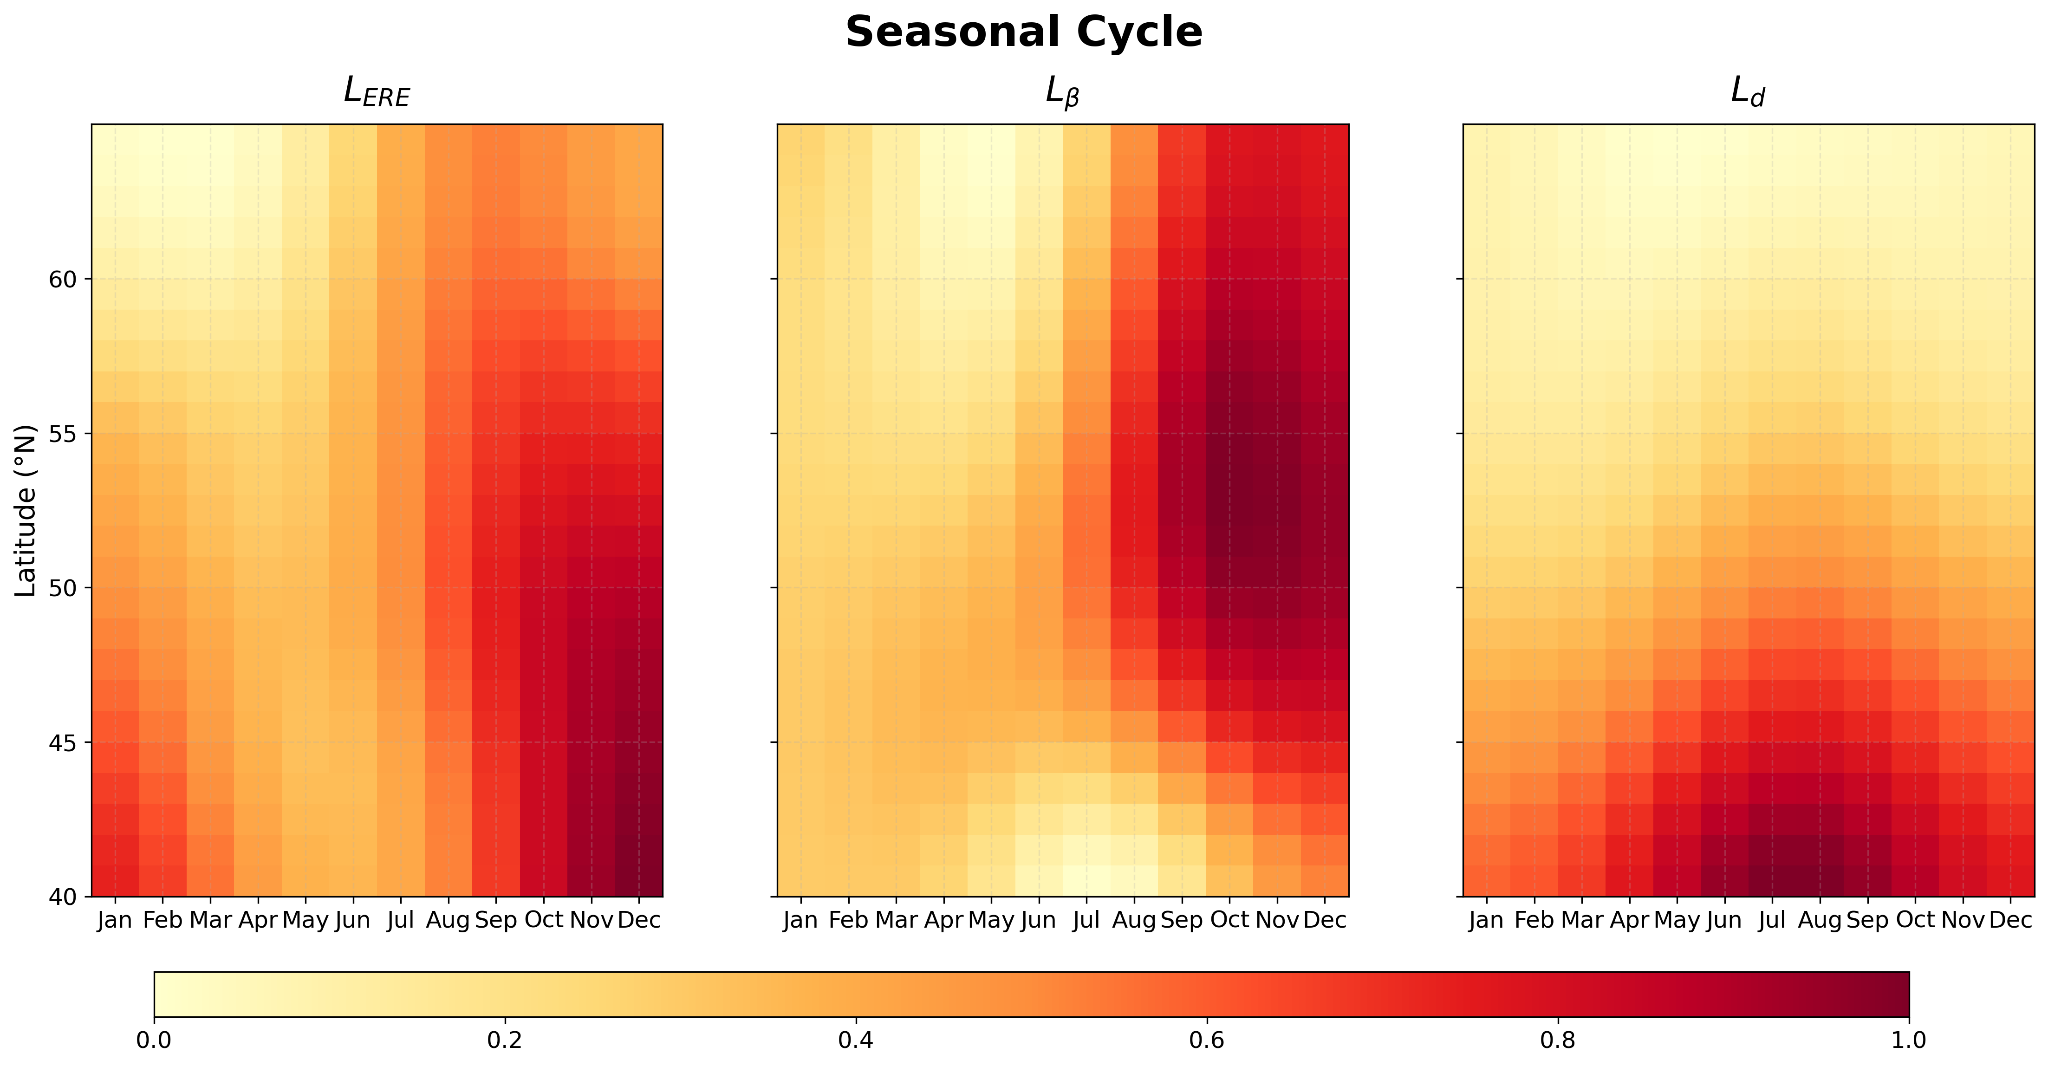 Seasonal Cycle
L_ERE
L_β
L_d
Latitude (°N)
60
55
50
45
40
Jan Feb Mar Apr May Jun Jul Aug Sep Oct Nov Dec
Jan Feb Mar Apr May Jun Jul Aug Sep Oct Nov Dec
Jan Feb Mar Apr May Jun Jul Aug Sep Oct Nov Dec
0.0 0.2 0.4 0.6 0.8 1.0